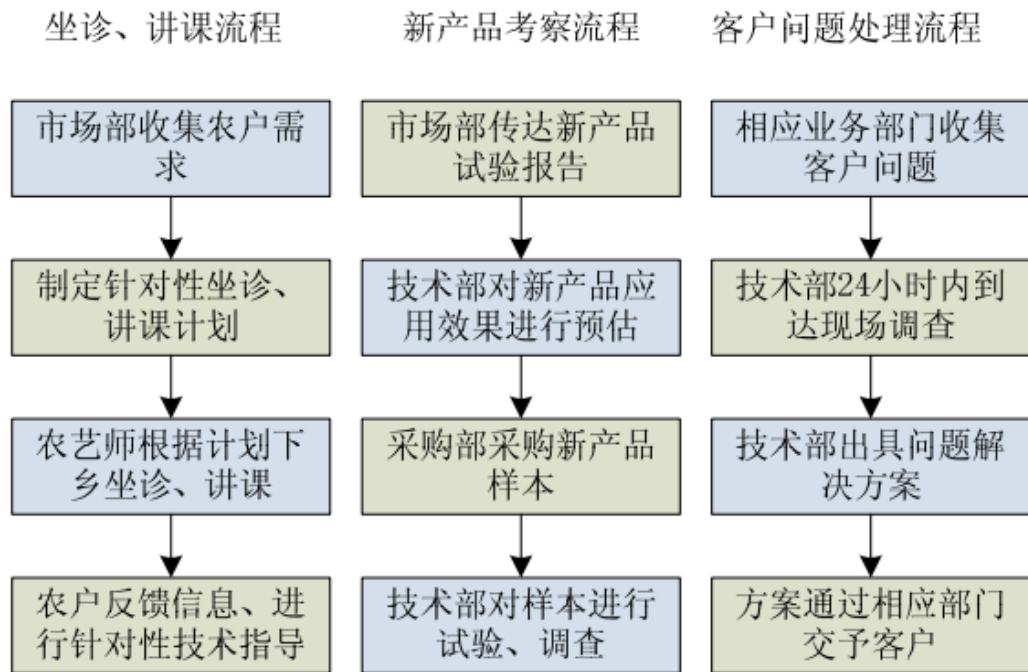 坐诊、讲课流程
市场部收集农户需
求
制定针对性坐诊、
讲课计划
农艺师根据计划下
乡坐诊、讲课
农户反馈信息、进
行针对性技术指导
新产品考察流程
市场部传达新产品
试验报告
技术部对新产品应
用效果进行预估
采购部采购新产品
样本
技术部对样本进行
试验、调查
客户问题处理流程
相应业务部门收集
客户问题
技术部24小时内到
达现场调查
技术部出具问题解
决方案
方案通过相应部门
交予客户